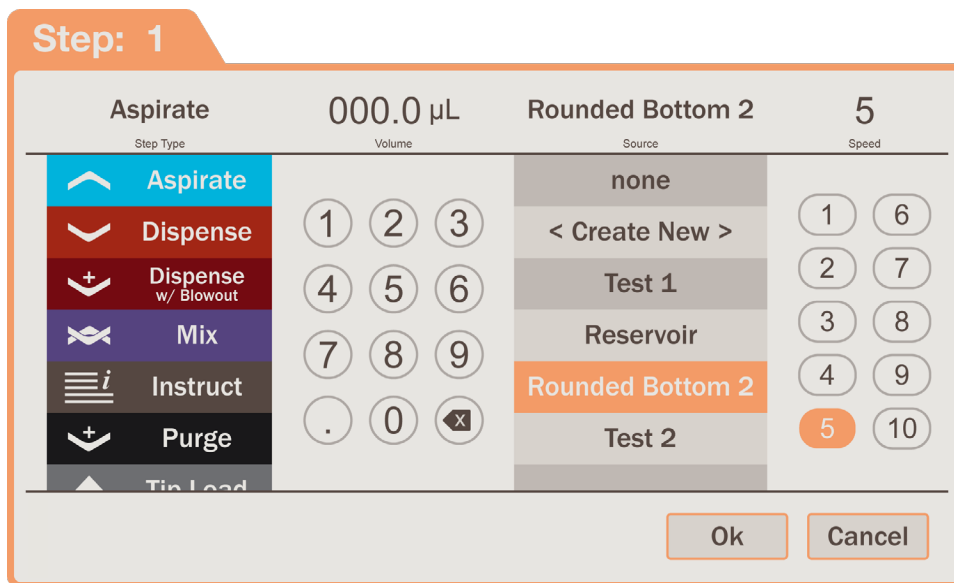 Step: 1
Aspirate 000.0 µL Rounded Bottom 2 5
Step Type Volume Source Speed
Aspirate
Dispense
Dispense
w/ Blowout
Mix
i Instruct
Purge
Tip Load
1 2 3
4 5 6
7 8 9
. 0 x
none
< Create New >
Test 1
Reservoir
Rounded Bottom 2
Test 2
1 6
2 7
3 8
4 9
5 10
Ok Cancel